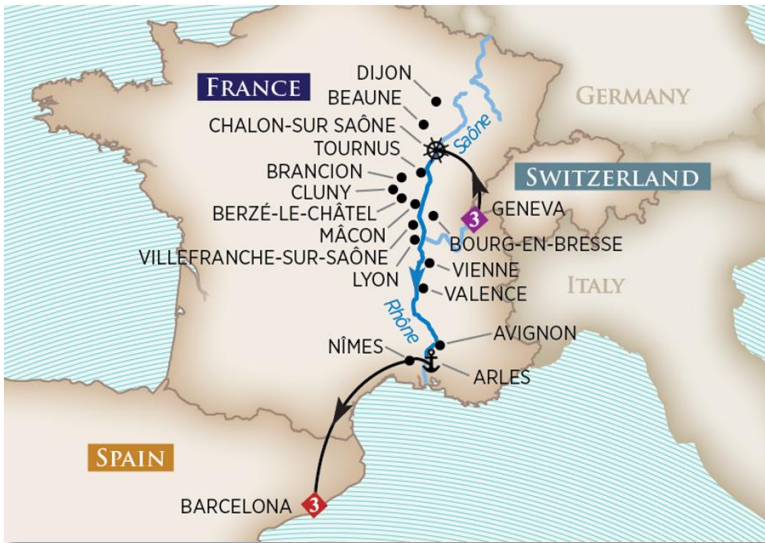 DIJON
FRANCE
BEAUNE
GERMANY
CHALON-SUR SAÔNE
Saône
TOURNUS
BRANCION
SWITZERLAND
CLUNY
BERZÉ-LE-CHÂTEL
3
GENEVA
MÂCON
BOURG-EN-BRESSE
VILLEFRANCHE-SUR-SAÔNE
VIENNE
LYON
ITALY
VALENCE
Rhône
AVIGNON
NÎMES
ARLES
SPAIN
BARCELONA
3